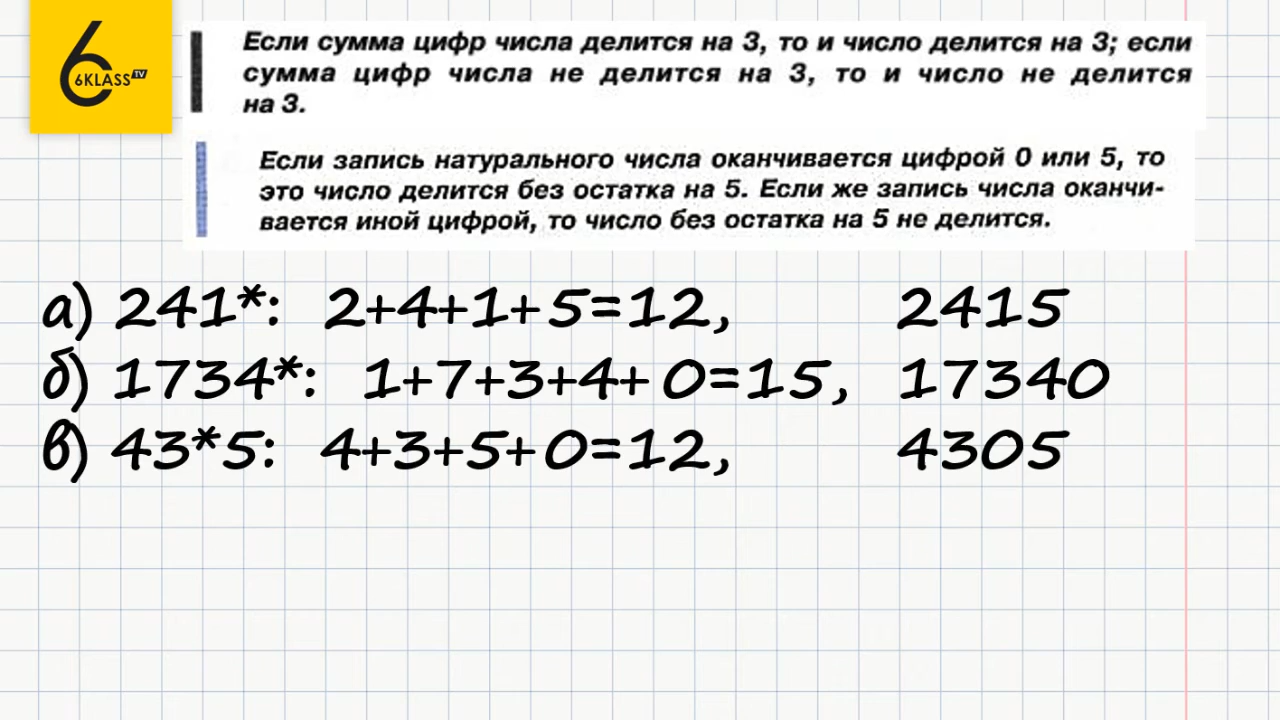 6KLASS TV
Если сумма цифр числа делится на 3, то и число делится на 3; если
сумма цифр числа не делится на 3, то и число не делится
на 3.
Если запись натурального числа оканчивается цифрой 0 или 5, то
это число делится без остатка на 5. Если же запись числа оканчи-
вается иной цифрой, то число без остатка на 5 не делится.
а) 241*: 2+4+1+5=12, 2415
б) 1734*: 1+7+3+4+0=15, 17340
в) 43*5: 4+3+5+0=12, 4305